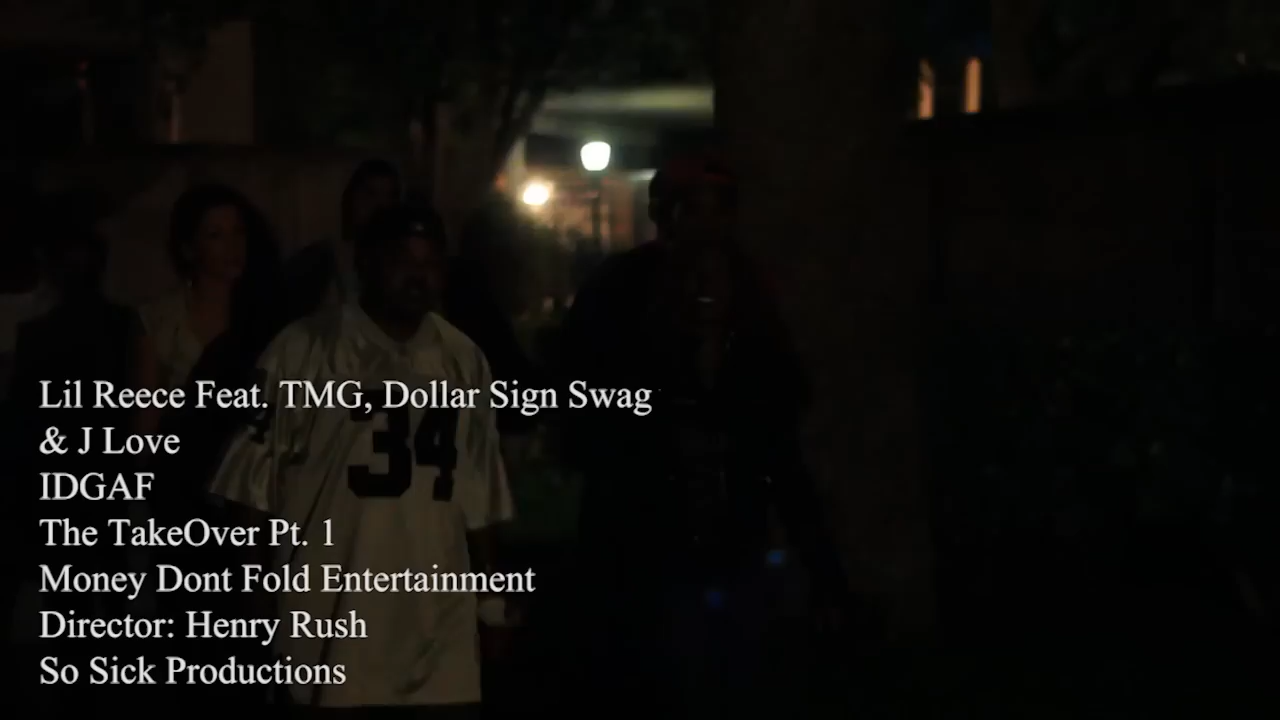 Lil Reece Feat. TMG, Dollar Sign Swag
& J Love
IDGAF
The TakeOver Pt. 1
Money Dont Fold Entertainment
Director: Henry Rush
So Sick Productions
34